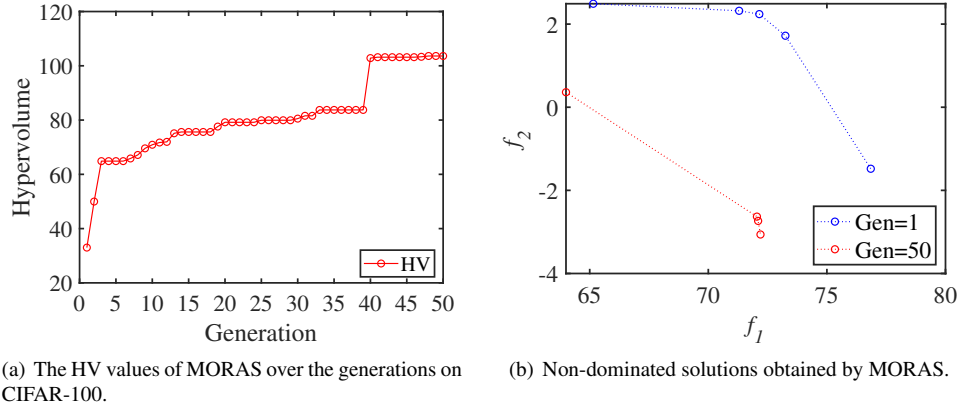 120
100
80
60
40
20
0 5 10 15 20 25 30 35 40 45 50
Hypervolume
Generation
HV
2
0
-2
-4
65 70 75 80
f2
f1
Gen=1
Gen=50
(a) The HV values of MORAS over the generations on
CIFAR-100.
(b) Non-dominated solutions obtained by MORAS.